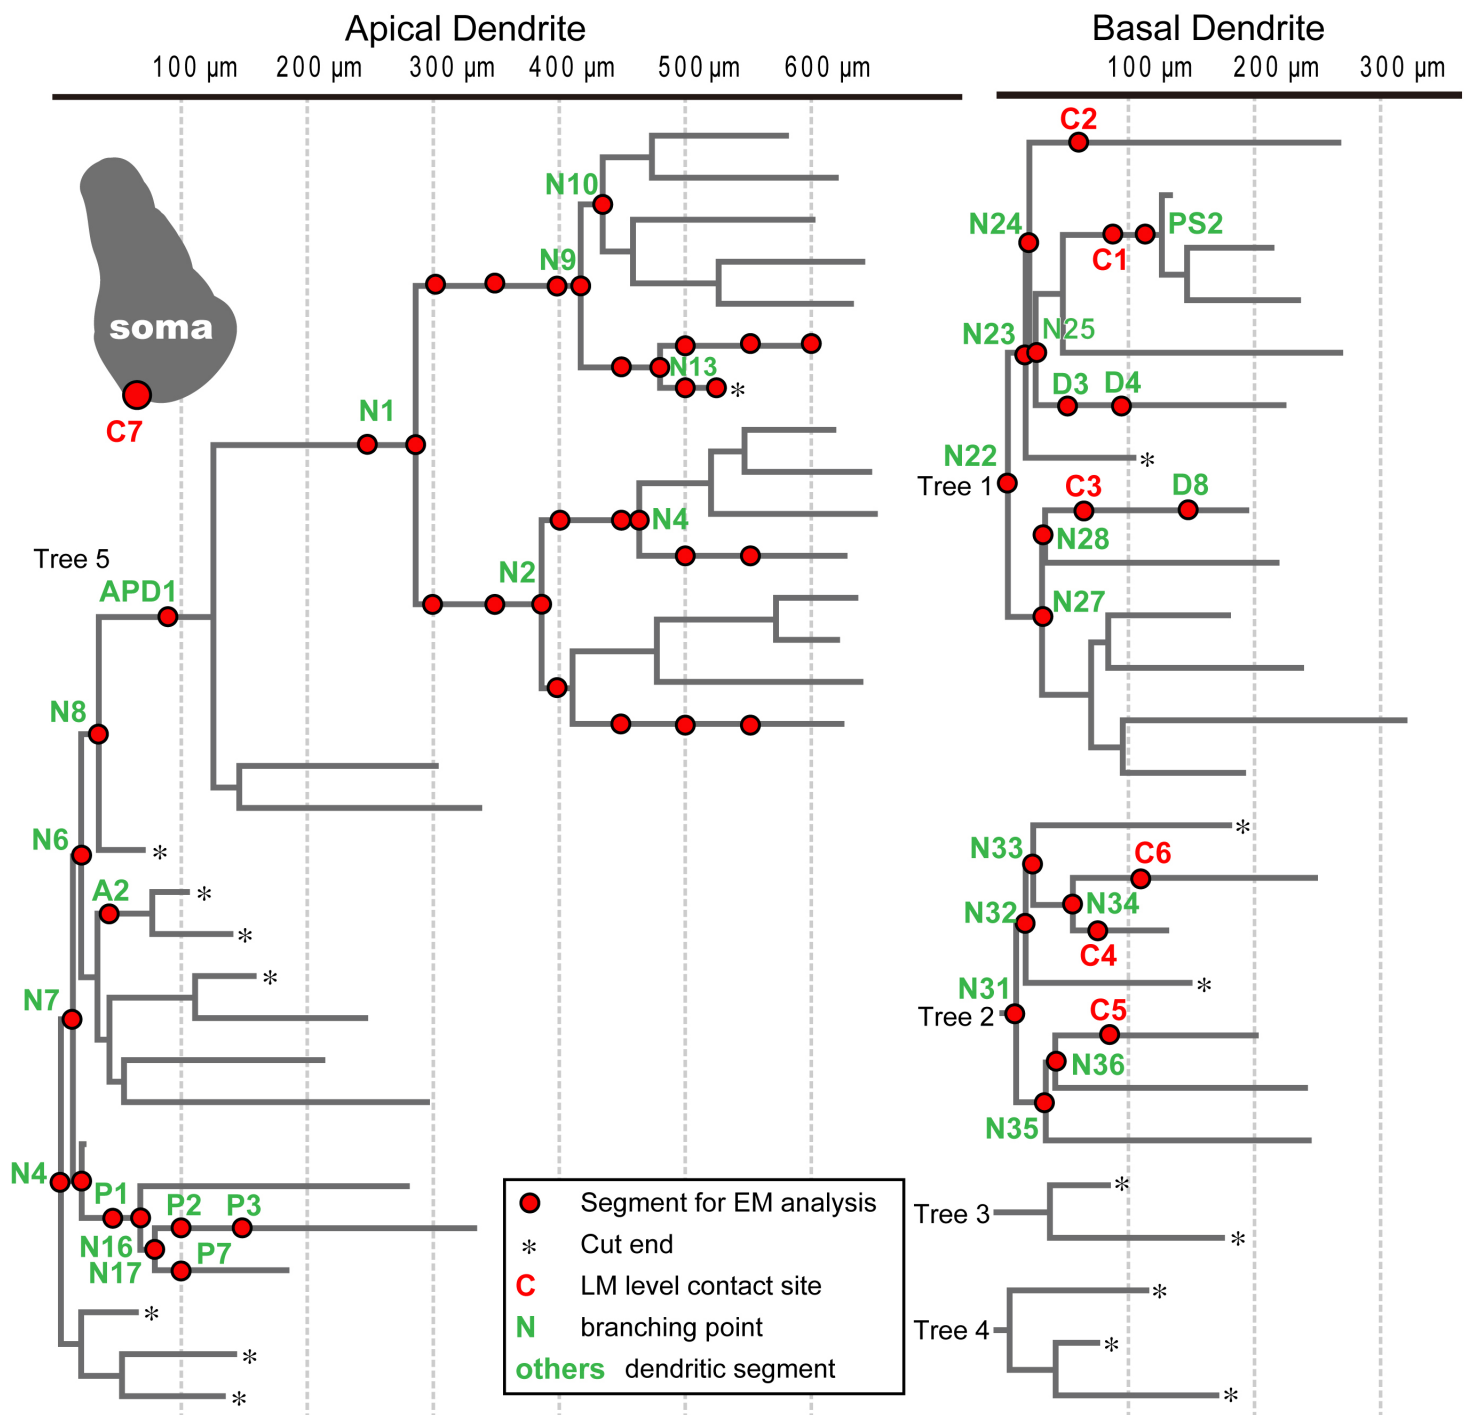 Apical Dendrite
Basal Dendrite
100 µm 200 µm 300 µm 400 µm 500 µm 600 µm
100 µm 200 µm 300 µm
soma
C7
N10
N9
N13
N1
N4
N2
Tree 5
APD1
N8
N6
A2
N7
N4
P1
P2
P3
N16
N17
P7
C2
N24
PS2
C1
N23
N25
D3
D4
N22
Tree 1
C3
D8
N28
N27
N33
C6
N34
N32
C4
N31
Tree 2
C5
N36
N35
Tree 3
Tree 4
Segment for EM analysis
* Cut end
C LM level contact site
N branching point
others dendritic segment